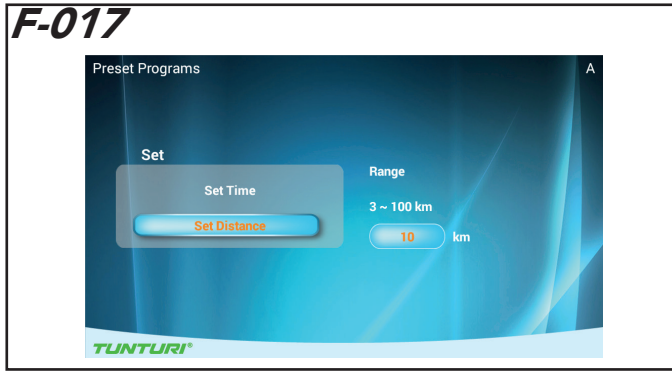 F-017
Preset Programs A
Set
Set Time
Set Distance
Range
3 ~ 100 km
10 km
TUNTURI®